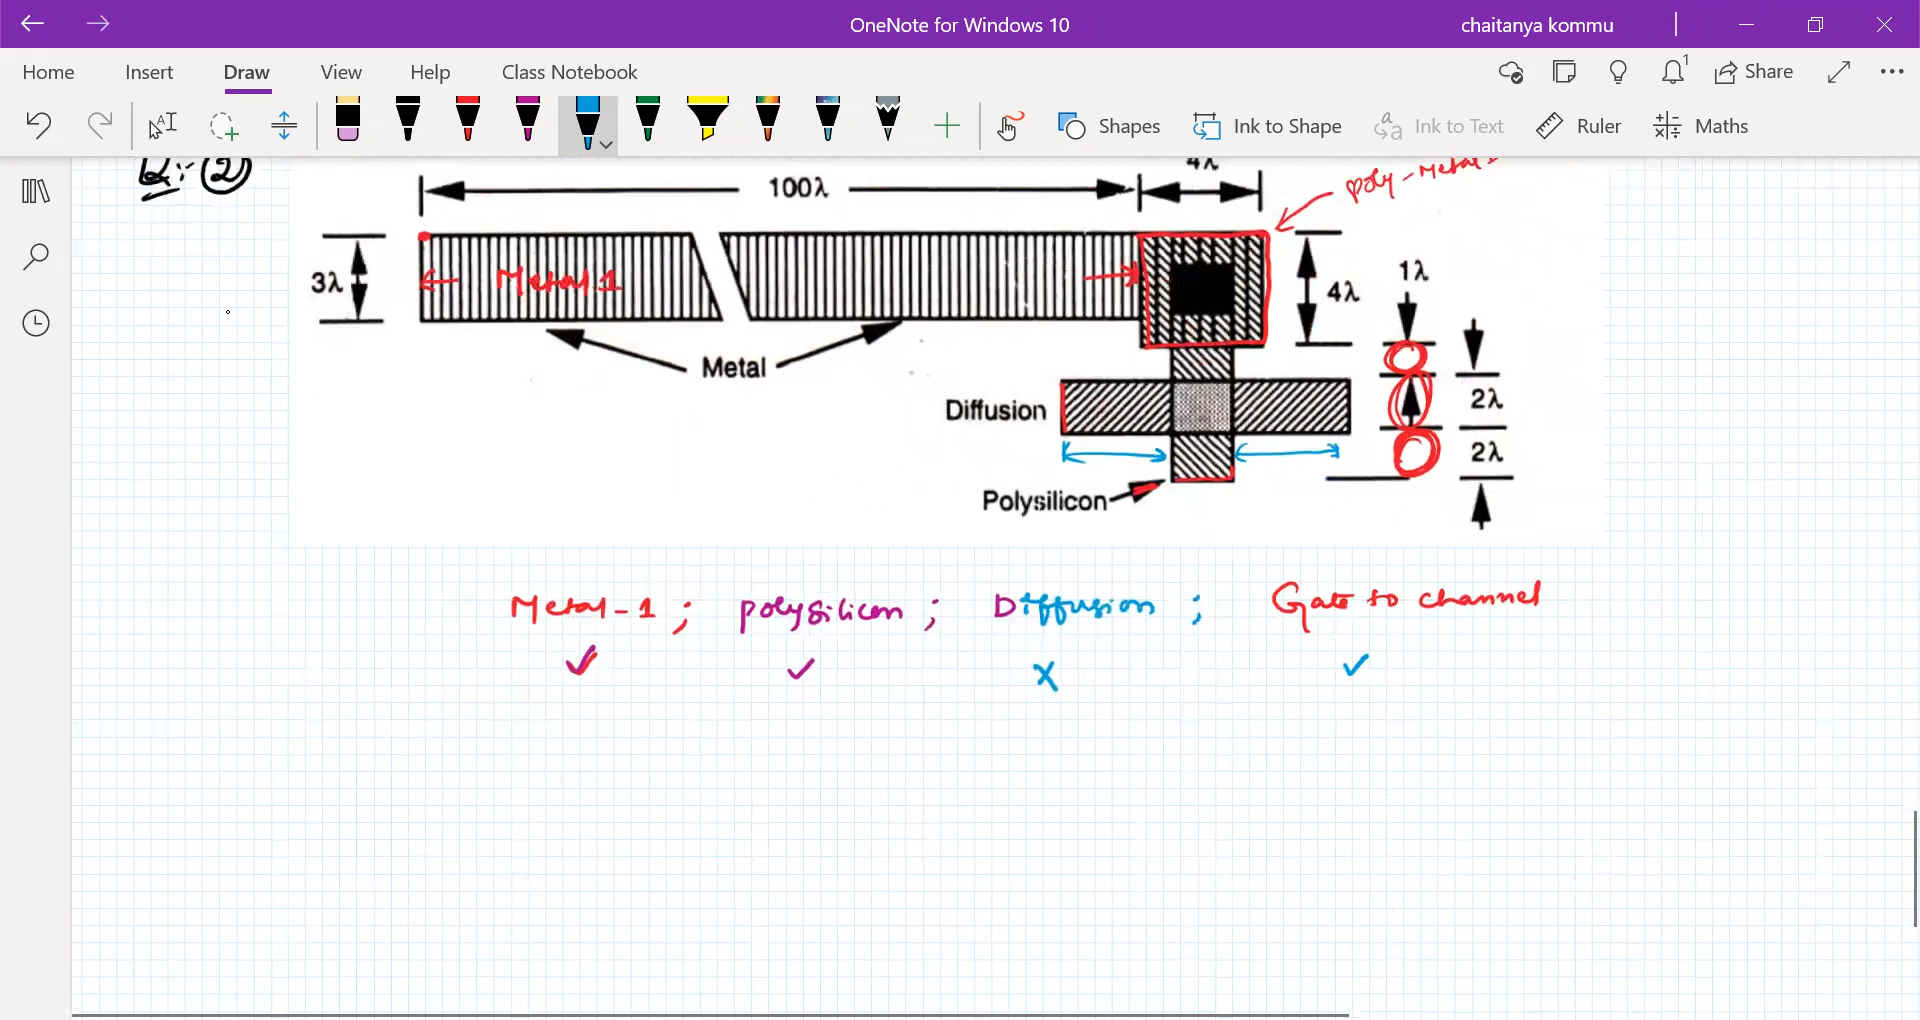 OneNote for Windows 10
chaitanya kommu
Home Insert Draw View Help Class Notebook
1
Share
Shapes
Ink to Shape
Ink to Text
Ruler
Maths
Q:- (2)
100λ
4λ
poly-Metal
3λ
Metal 1
4λ
1λ
Metal
Diffusion
2λ
2λ
Polysilicon
Metal-1 ; polysilicon ; Diffusion ; Gate to channel
✓ ✓ X ✓